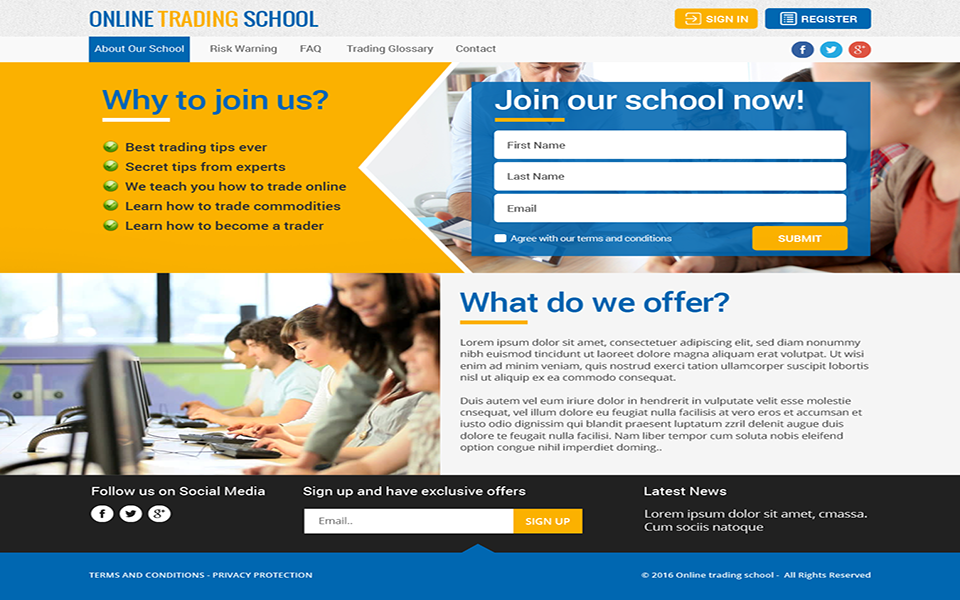 ONLINE TRADING SCHOOL
SIGN IN
REGISTER
About Our School
Risk Warning
FAQ
Trading Glossary
Contact
f
g+
Why to join us?
Best trading tips ever
Secret tips from experts
We teach you how to trade online
Learn how to trade commodities
Learn how to become a trader
Join our school now!
First Name
Last Name
Email
Agree with our terms and conditions
SUBMIT
What do we offer?
Lorem ipsum dolor sit amet, consectetuer adipiscing elit, sed diam nonummy
nibh euismod tincidunt ut laoreet dolore magna aliquam erat volutpat. Ut wisi
enim ad minim veniam, quis nostrud exerci tation ullamcorper suscipit lobortis
nisl ut aliquip ex ea commodo consequat.
Duis autem vel eum iriure dolor in hendrerit in vulputate velit esse molestie
cnsequat, vel illum dolore eu feugiat nulla facilisis at vero eros et accumsan et
iusto odio dignissim qui blandit praesent luptatum zzril delenit augue duis
dolore te feugait nulla facilisi. Nam liber tempor cum soluta nobis eleifend
option congue nihil imperdiet doming..
Follow us on Social Media
f
g+
Sign up and have exclusive offers
Email..
SIGN UP
Latest News
Lorem ipsum dolor sit amet, cmassa.
Cum sociis natoque
TERMS AND CONDITIONS - PRIVACY PROTECTION
© 2016 Online trading school - All Rights Reserved